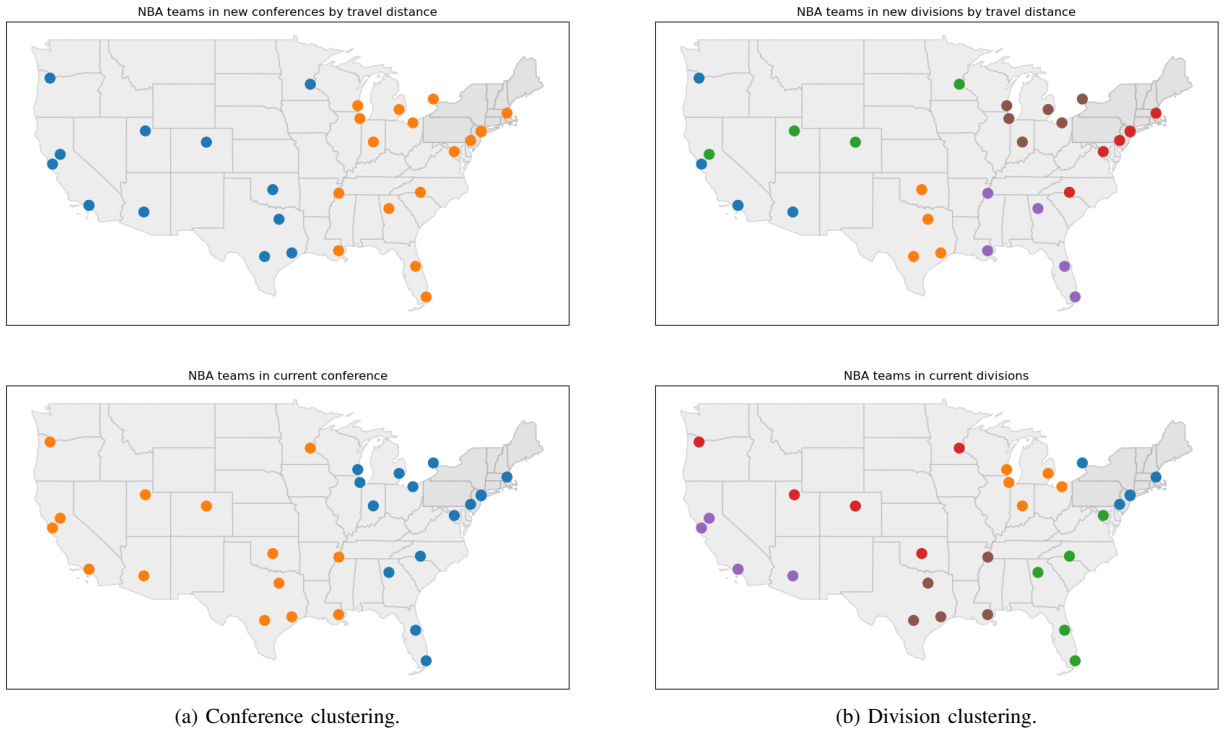 NBA teams in new conferences by travel distance
NBA teams in new divisions by travel distance
NBA teams in current conference
NBA teams in current divisions
(a) Conference clustering.
(b) Division clustering.